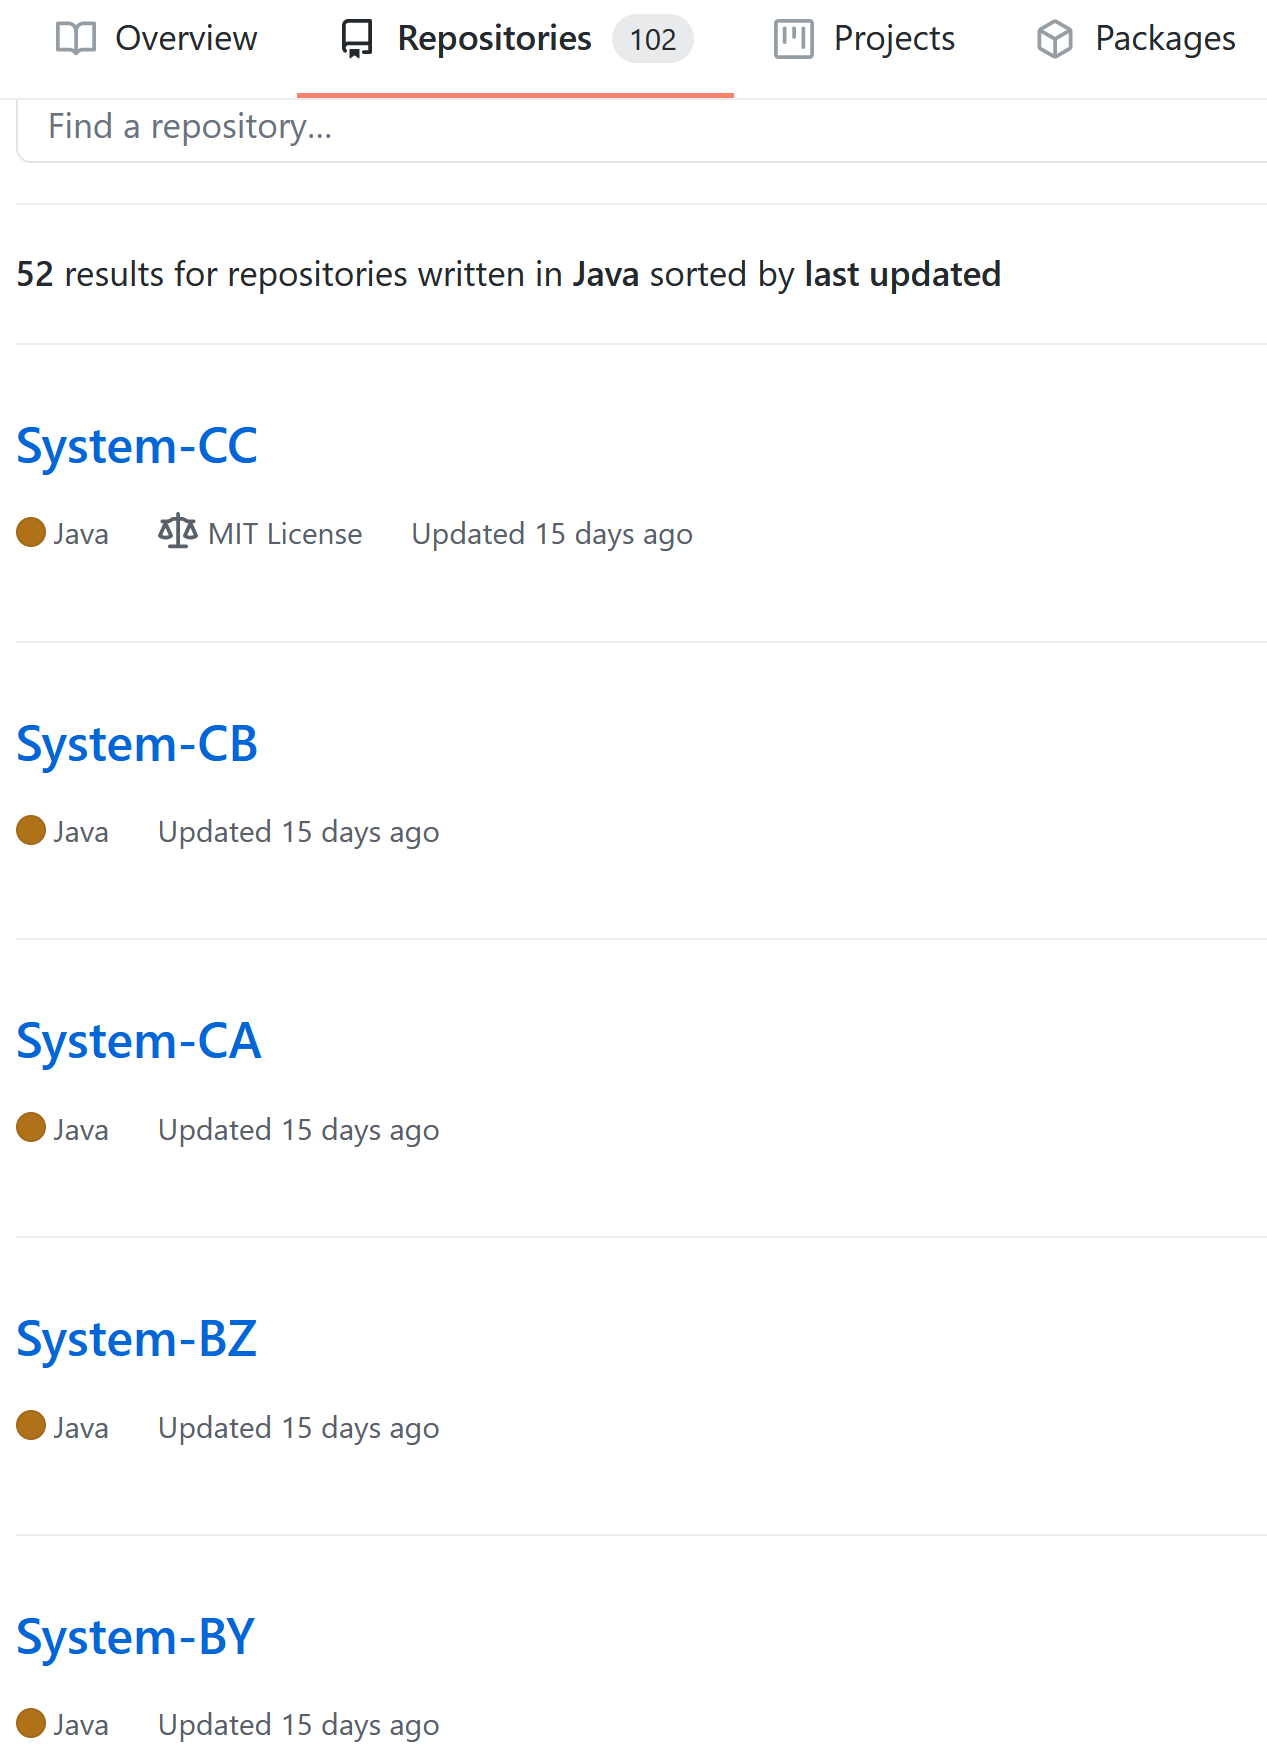 Overview Repositories 102 Projects Packages
Find a repository...
52 results for repositories written in Java sorted by last updated
System-CC
Java MIT License Updated 15 days ago
System-CB
Java Updated 15 days ago
System-CA
Java Updated 15 days ago
System-BZ
Java Updated 15 days ago
System-BY
Java Updated 15 days ago